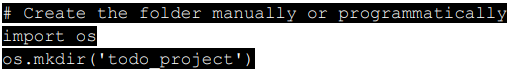 # Create the folder manually or programmatically
import os
os.mkdir('todo_project')